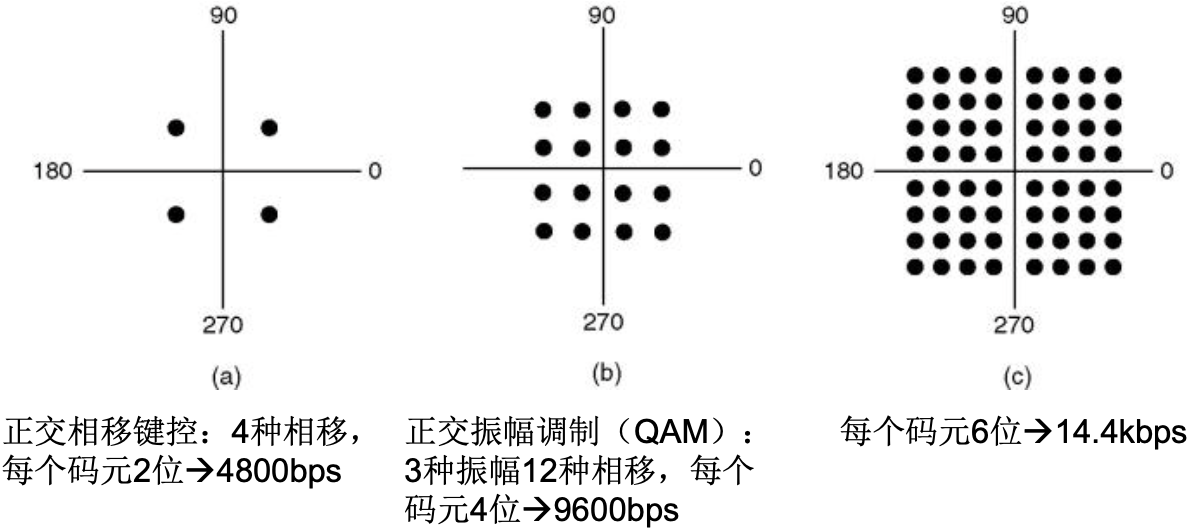 90
90
90
180
0
0
180
0
270
270
270
(a)
(b)
(c)
正交相移键控：4种相移，
每个码元2位→4800bps
正交振幅调制（QAM）：
3种振幅12种相移，每个
码元4位→9600bps
每个码元6位→14.4kbps